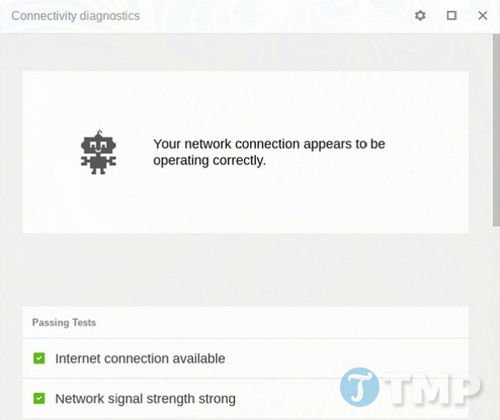 Connectivity diagnostics
Your network connection appears to be
operating correctly.
Passing Tests
Internet connection available
Network signal strength strong
TMP